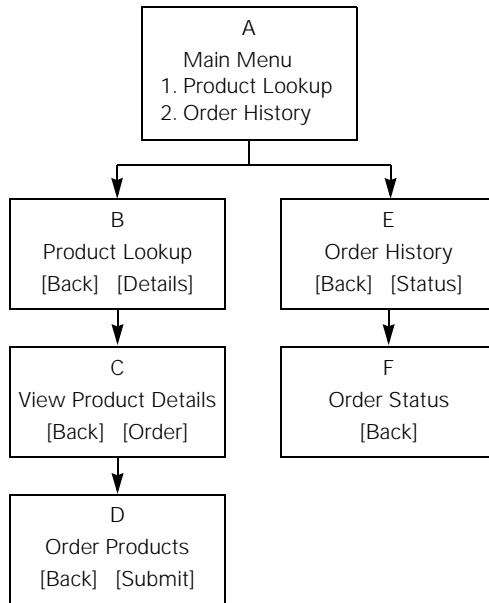 A
Main Menu
1. Product Lookup
2. Order History
B
Product Lookup
[Back] [Details]
E
Order History
[Back] [Status]
C
View Product Details
[Back] [Order]
F
Order Status
[Back]
D
Order Products
[Back] [Submit]